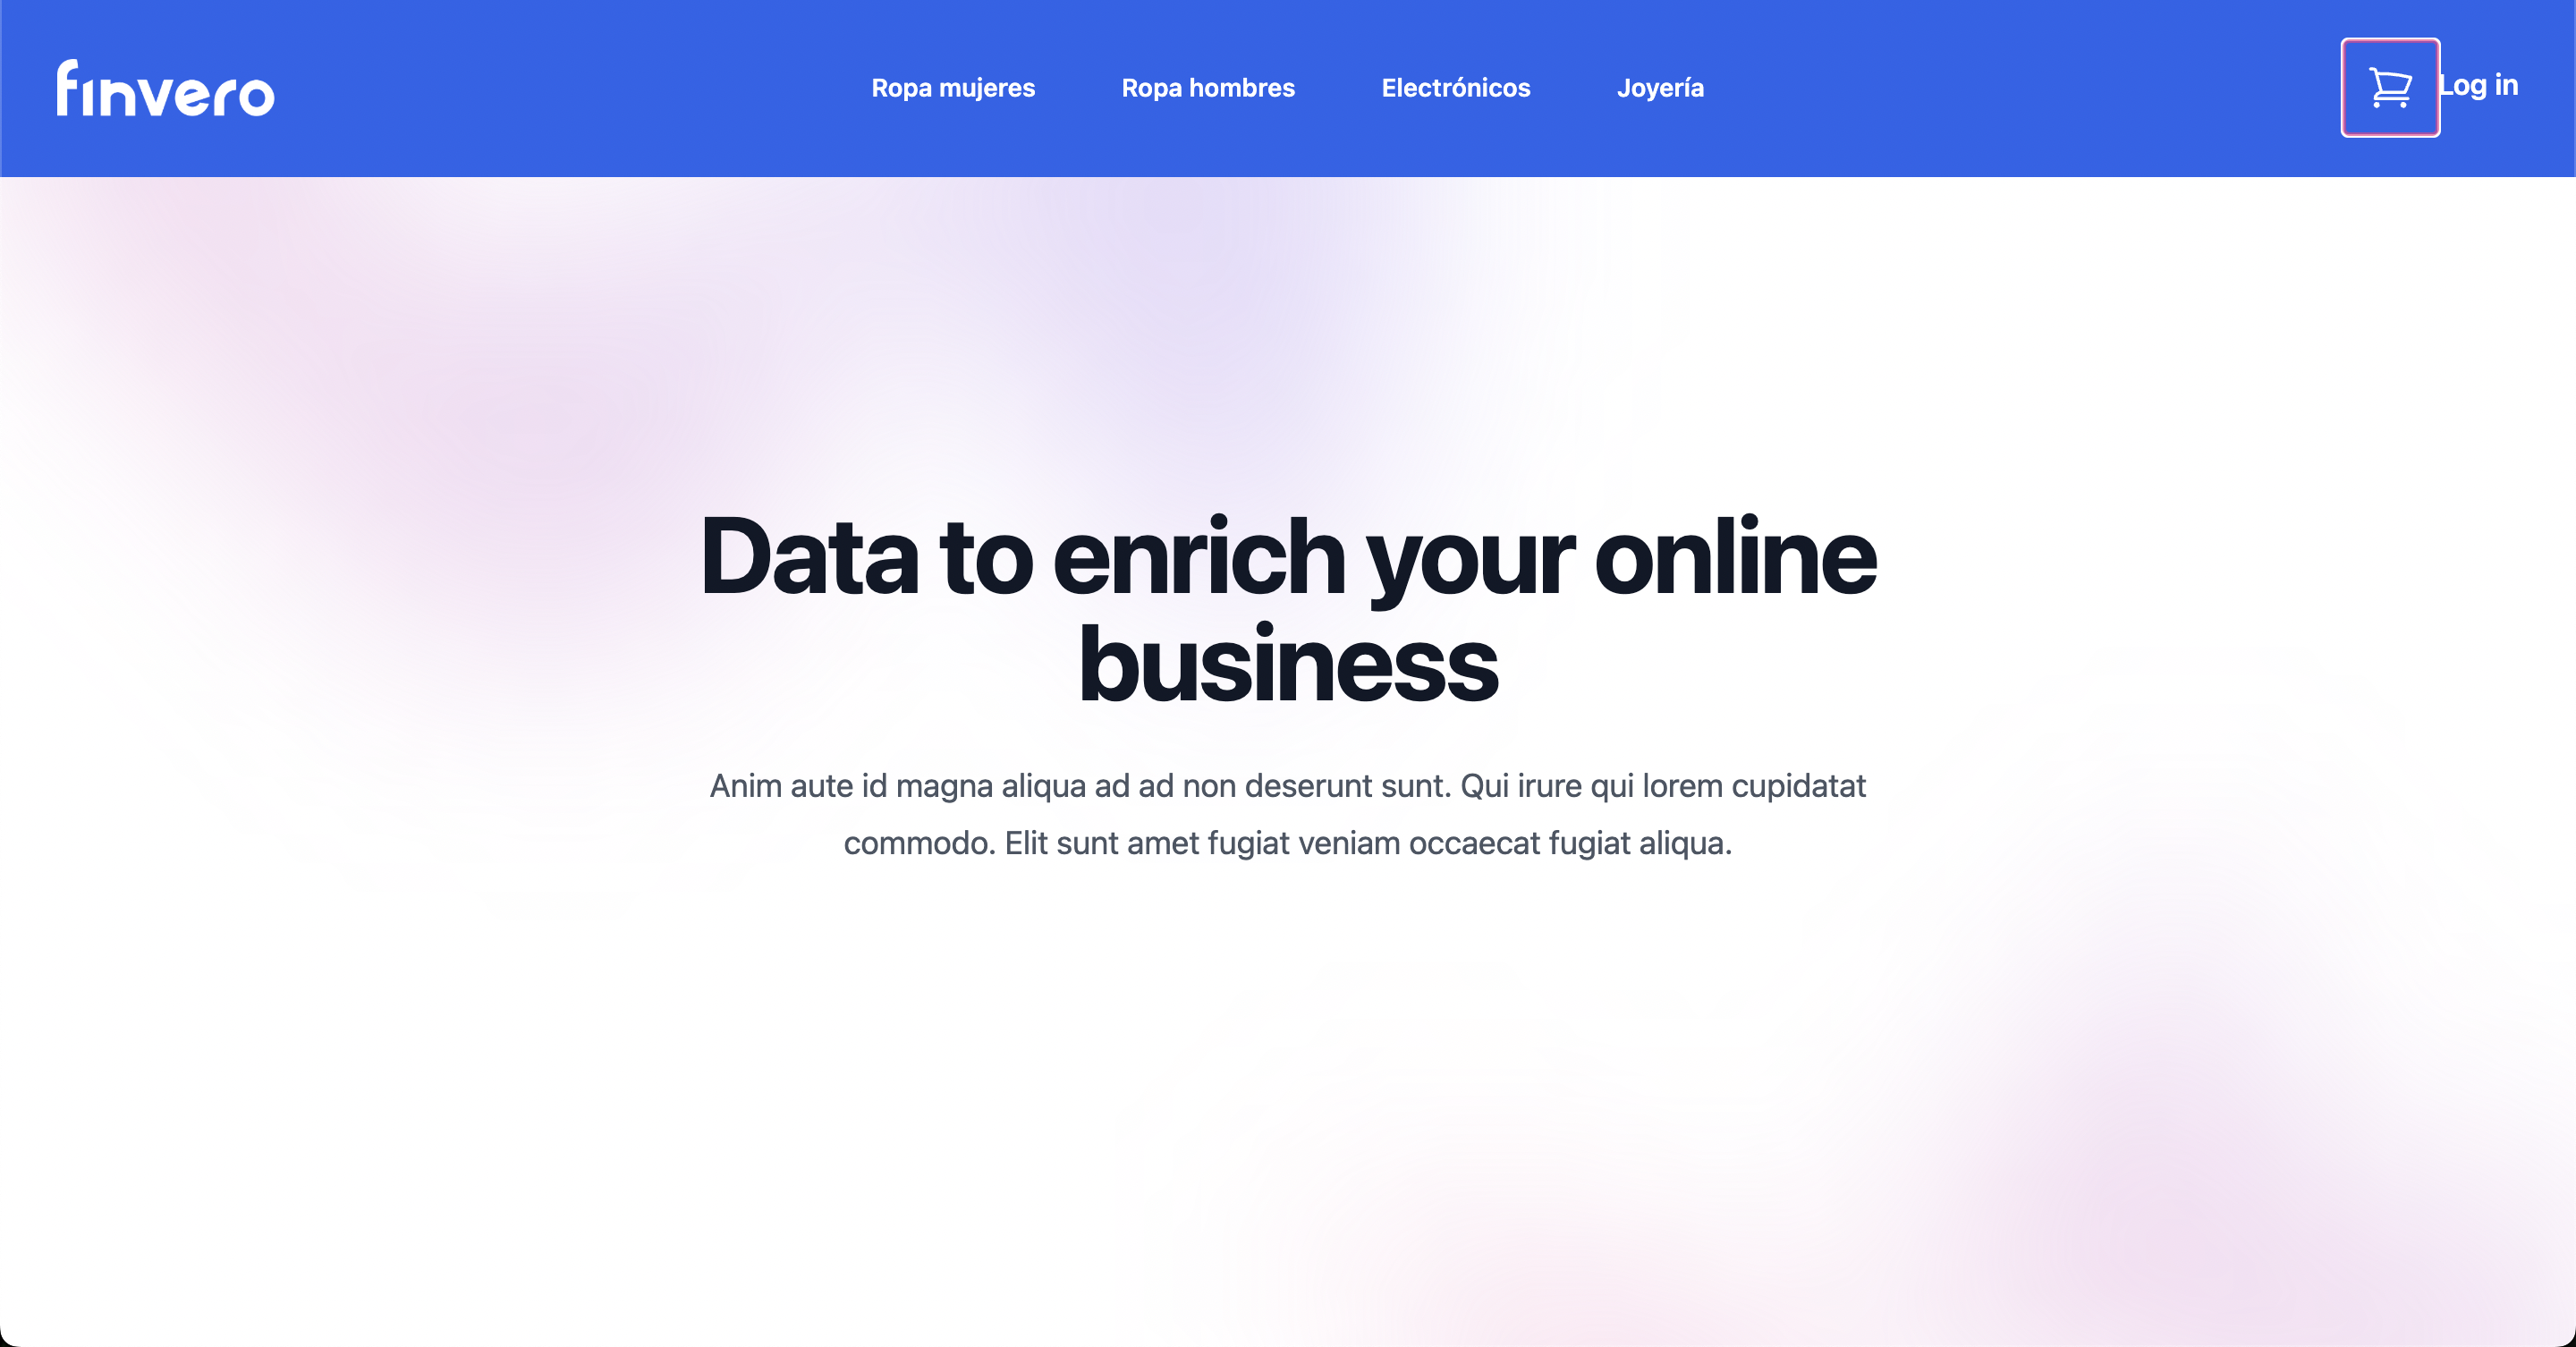 finvero
Ropa mujeres
Ropa hombres
Electrónicos
Joyería
Log in
Data to enrich your online
business
Anim aute id magna aliqua ad ad non deserunt sunt. Qui irure qui lorem cupidatat
commodo. Elit sunt amet fugiat veniam occaecat fugiat aliqua.